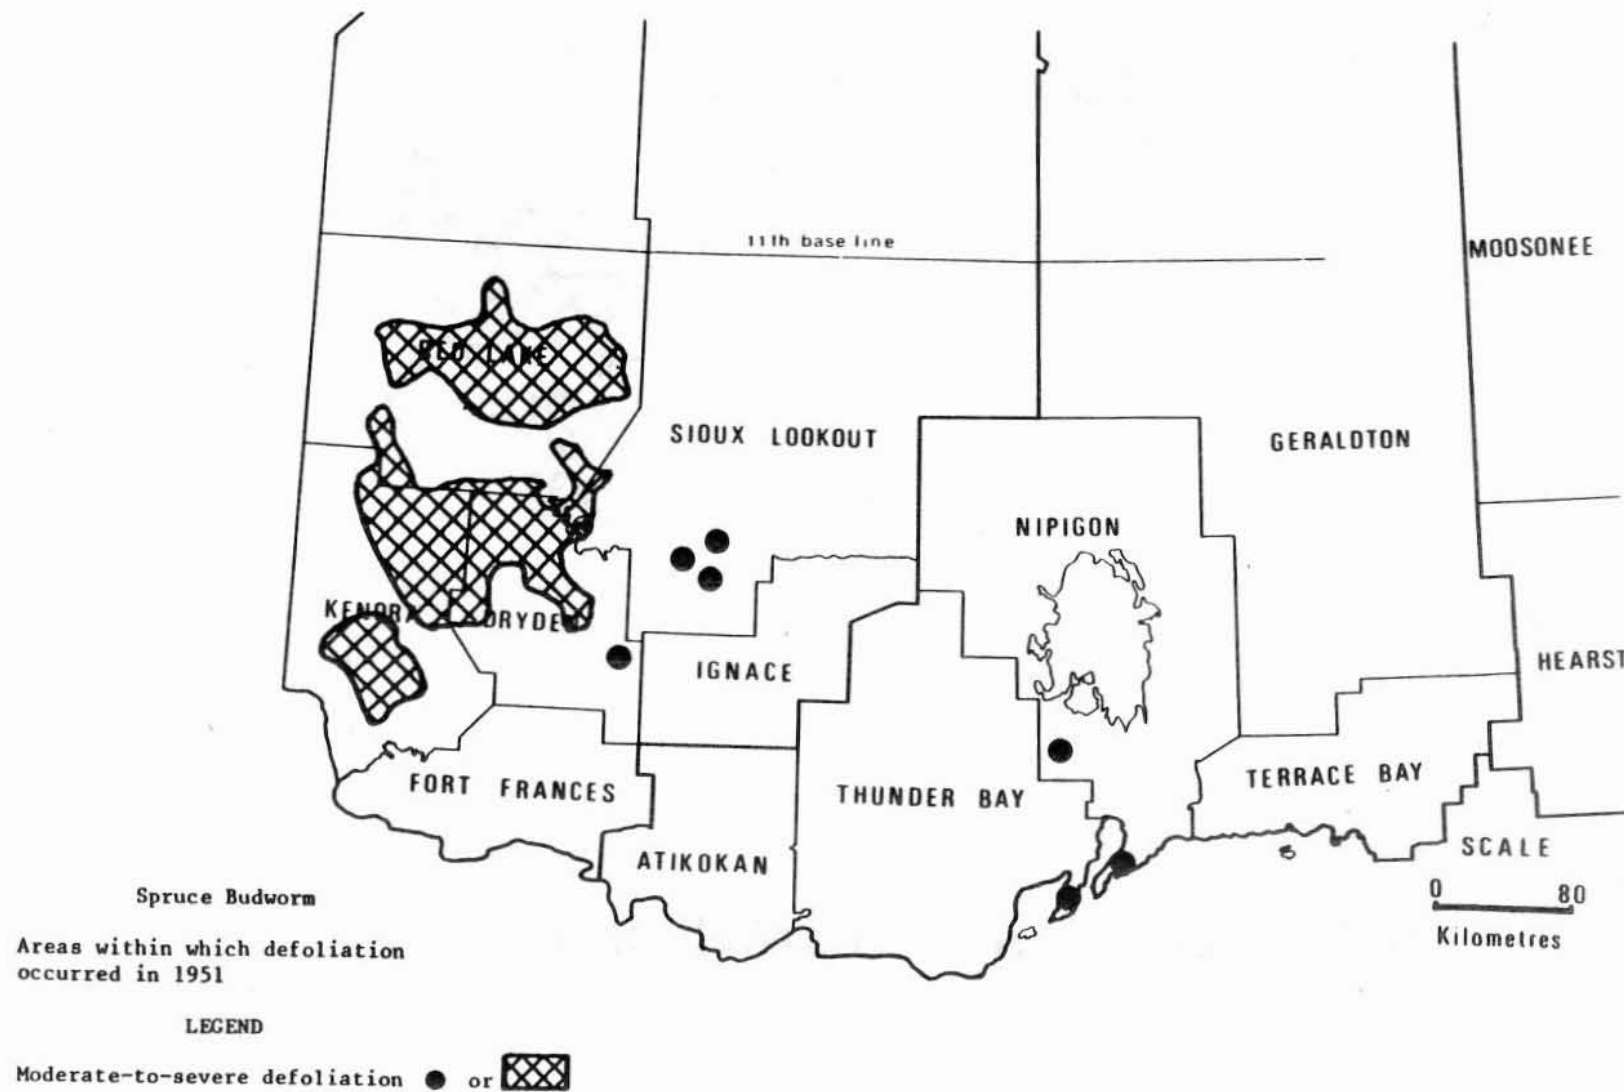 11th base line
MOOSONEE
RED LAKE
SIOUX LOOKOUT
GERALDTON
NIPIGON
KENORA
DRYDEN
IGNACE
HEARST
FORT FRANCES
THUNDER BAY
TERRACE BAY
ATIKOKAN
SCALE
0 80
Kilometres
Spruce Budworm
Areas within which defoliation
occurred in 1951
LEGEND
Moderate-to-severe defoliation or